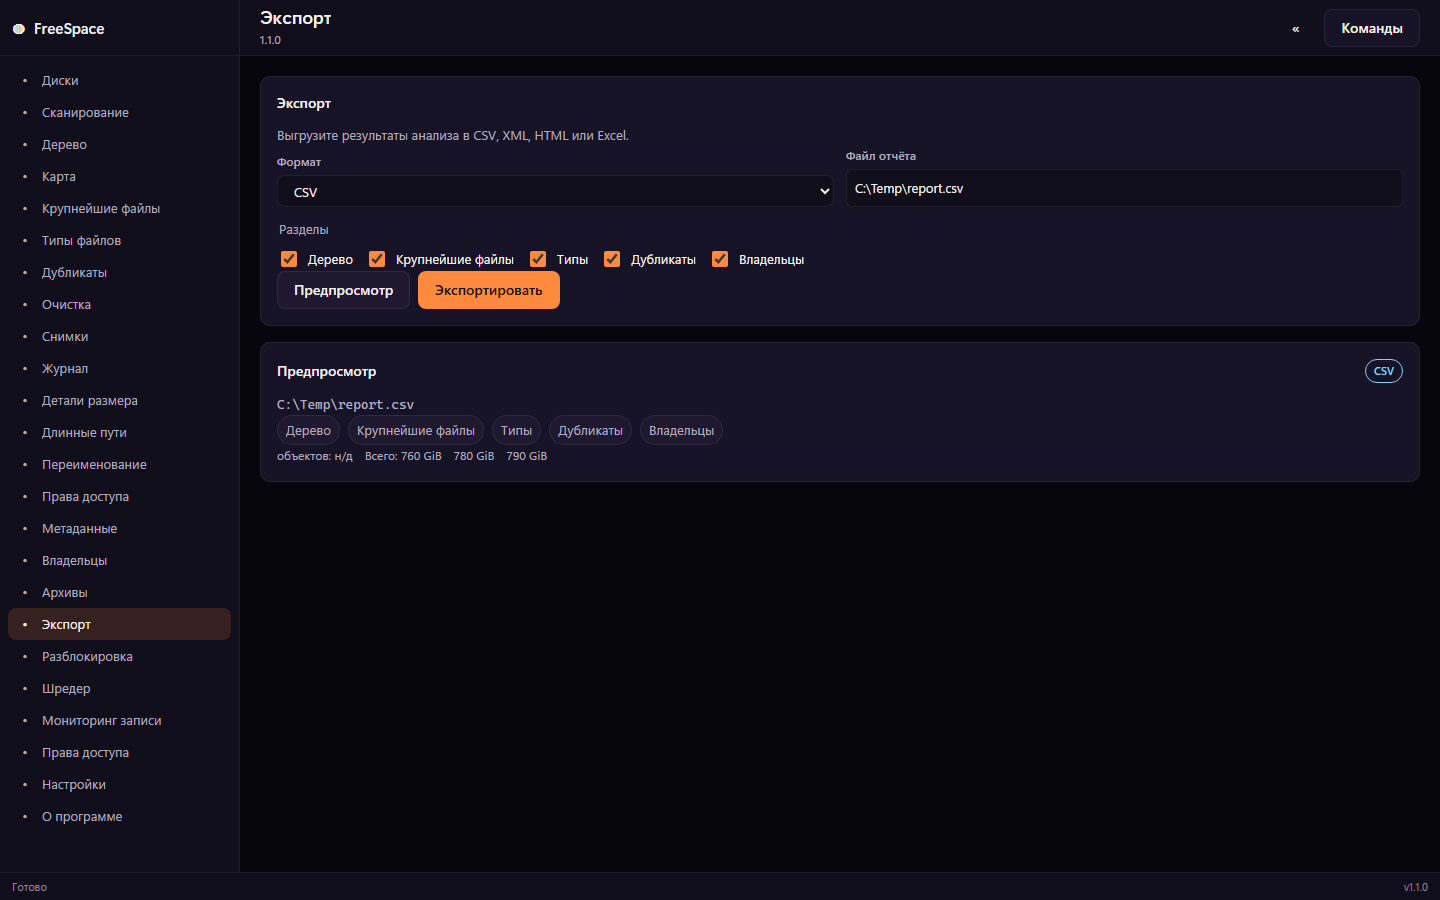 FreeSpace
Диски
Сканирование
Дерево
Карта
Крупнейшие файлы
Типы файлов
Дубликаты
Очистка
Снимки
Журнал
Детали размера
Длинные пути
Переименование
Права доступа
Метаданные
Владельцы
Архивы
Экспорт
Разблокировка
Шредер
Мониторинг записи
Права доступа
Настройки
О программе
Экспорт
1.1.0
« Команды
Экспорт
Выгрузите результаты анализа в CSV, XML, HTML или Excel.
Формат
CSV
Файл отчёта
C:\Temp\report.csv
Разделы
Дерево Крупнейшие файлы Типы Дубликаты Владельцы
Предпросмотр Экспортировать
Предпросмотр CSV
C:\Temp\report.csv
Дерево Крупнейшие файлы Типы Дубликаты Владельцы
объектов: н/д Всего: 760 GiB 780 GiB 790 GiB
Готово v1.1.0